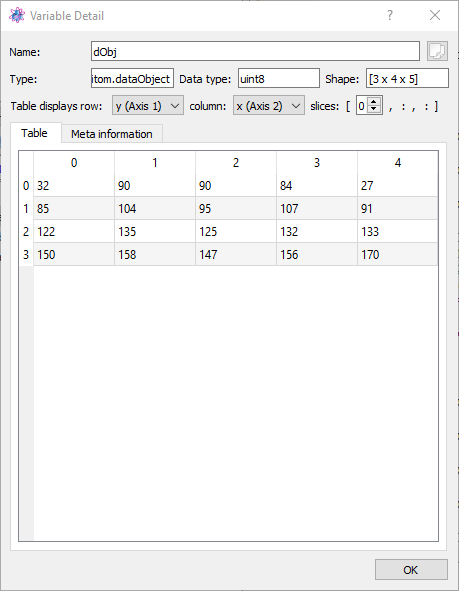 Variable Detail ?
Name: dObj
Type: itom.dataObject Data type: uint8 Shape: [3 x 4 x 5]
Table displays row: y (Axis 1) column: x (Axis 2) slices: [ 0 , : , : ]
Table Meta information
0 1 2 3 4
0 32 90 90 84 27
1 85 104 95 107 91
2 122 135 125 132 133
3 150 158 147 156 170
OK